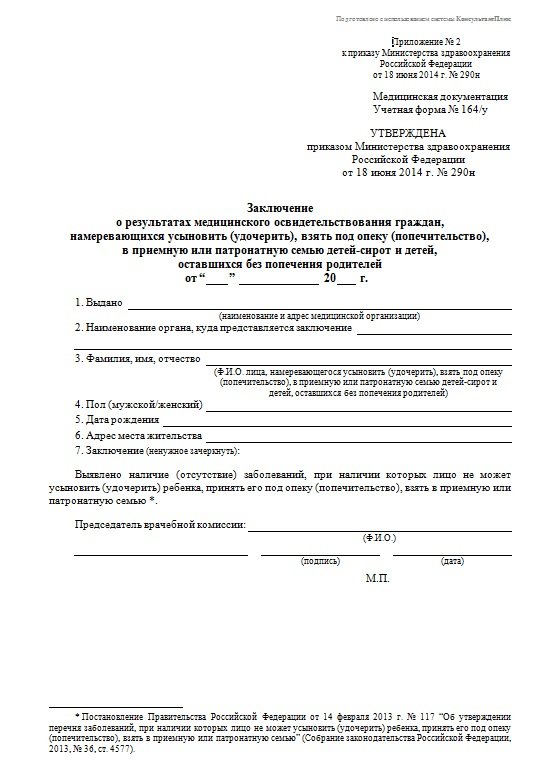 Подготовлено с использованием системы КонсультантПлюс
Приложение № 2
к приказу Министерства здравоохранения
Российской Федерации
от 18 июня 2014 г. № 290н
Медицинская документация
Учетная форма № 164/у
УТВЕРЖДЕНА
приказом Министерства здравоохранения
Российской Федерации
от 18 июня 2014 г. № 290н
Заключение
о результатах медицинского освидетельствования граждан,
намеревающихся усыновить (удочерить), взять под опеку (попечительство),
в приемную или патронатную семью детей-сирот и детей,
оставшихся без попечения родителей
от “____” ______________ 20___ г.
1. Выдано
(наименование и адрес медицинской организации)
2. Наименование органа, куда представляется заключение
3. Фамилия, имя, отчество
(Ф.И.О. лица, намеревающегося усыновить (удочерить), взять под опеку
(попечительство), в приемную или патронатную семью детей-сирот и
детей, оставшихся без попечения родителей)
4. Пол (мужской/женский)
5. Дата рождения
6. Адрес места жительства
7. Заключение (ненужное зачеркнуть):
Выявлено наличие (отсутствие) заболеваний, при наличии которых лицо не может
усыновить (удочерить) ребенка, принять его под опеку (попечительство), взять в приемную или
патронатную семью *.
Председатель врачебной комиссии:
(Ф.И.О.)
(подпись) (дата)
М.П.
* Постановление Правительства Российской Федерации от 14 февраля 2013 г. № 117 “Об утверждении
перечня заболеваний, при наличии которых лицо не может усыновить (удочерить) ребенка, принять его под опеку
(попечительство), взять в приемную или патронатную семью” (Собрание законодательства Российской Федерации,
2013, № 36, ст. 4577).